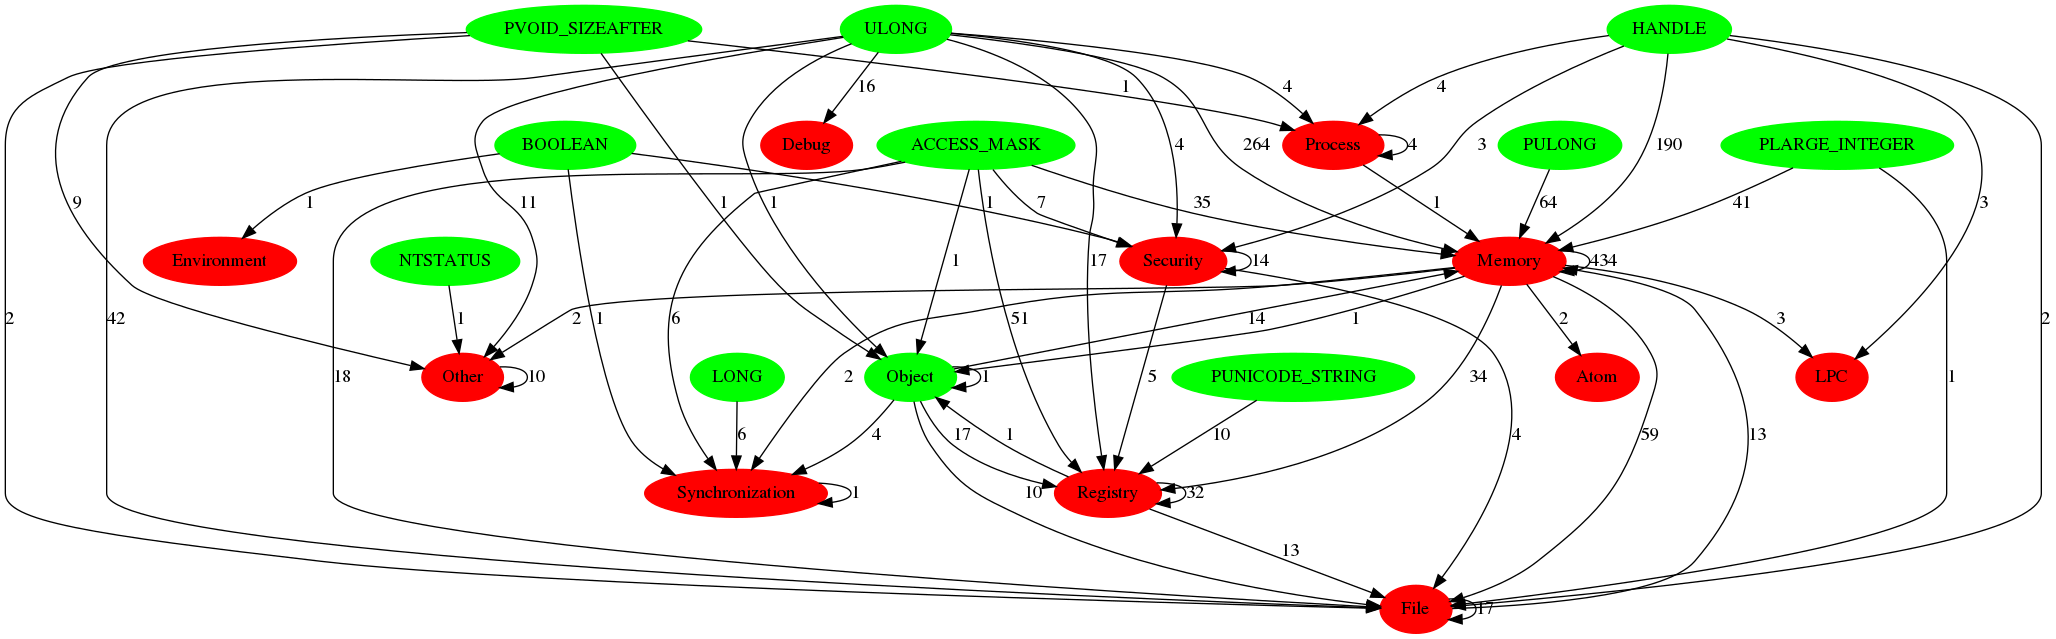 PVOID_SIZEAFTER ULONG HANDLE
16 1 4 4
BOOLEAN Debug ACCESS_MASK 264 4 3 Process 4 PULONG 190 PLARGE_INTEGER
9 1 11 1 1 1 7 35 1 64 41 3
Environment NTSTATUS 1 17 Security 14 Memory 434
2 42 18 1 2 1 6 51 14 1 5 2 3 2
Other 10 LONG 2 Object 1 PUNICODE_STRING 34 Atom LPC 1
6 4 17 1 10 4 59 13
Synchronization 1 10 Registry 32
13
File 17